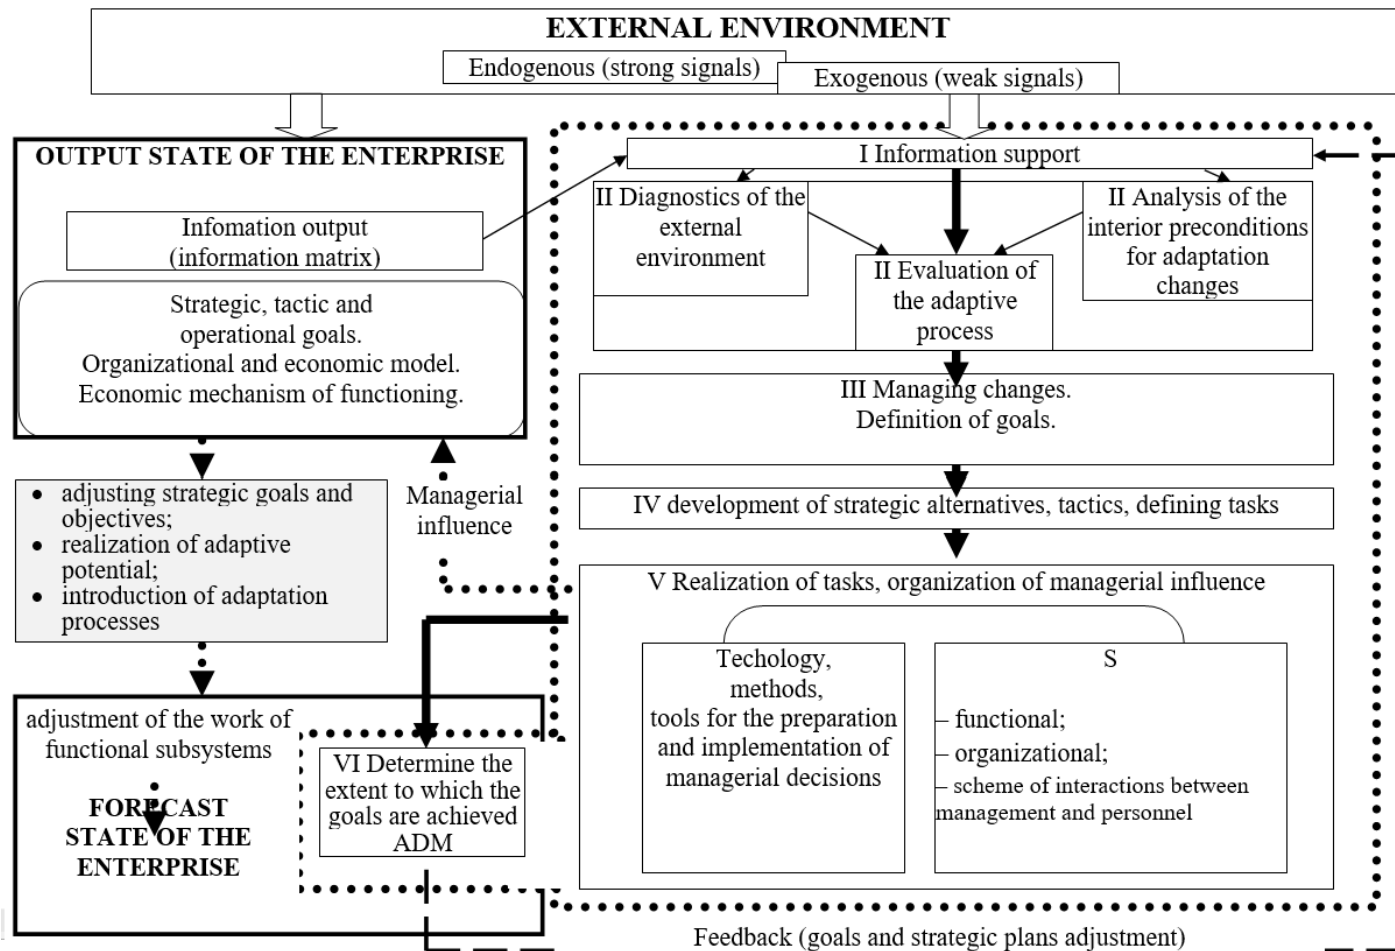 EXTERNAL ENVIRONMENT
Endogenous (strong signals)
Exogenous (weak signals)
OUTPUT STATE OF THE ENTERPRISE
Infomation output
(information matrix)
Strategic, tactic and
operational goals.
Organizational and economic model.
Economic mechanism of functioning.
• adjusting strategic goals and
objectives;
• realization of adaptive
potential;
• introduction of adaptation
processes
Managerial
influence
adjustment of the work of
functional subsystems
FORECAST
STATE OF THE
ENTERPRISE
I Information support
II Diagnostics of the
external
environment
II Evaluation of
the adaptive
process
II Analysis of the
interior preconditions
for adaptation
changes
III Managing changes.
Definition of goals.
IV development of strategic alternatives, tactics, defining tasks
V Realization of tasks, organization of managerial influence
Techology,
methods,
tools for the preparation
and implementation of
managerial decisions
S
– functional;
– organizational;
– scheme of interactions between
management and personnel
VI Determine the
extent to which the
goals are achieved
ADM
Feedback (goals and strategic plans adjustment)